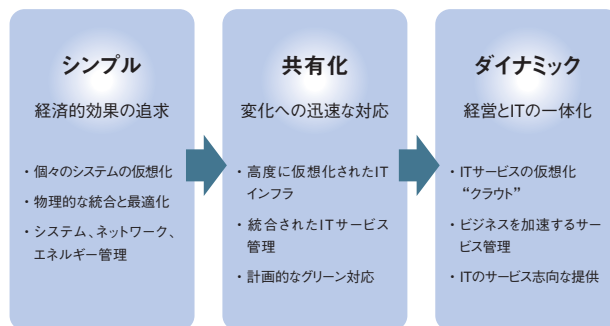 シンプル
経済的効果の追求
・個々のシステムの仮想化
・物理的な統合と最適化
・システム、ネットワーク、
エネルギー管理
共有化
変化への迅速な対応
・高度に仮想化されたIT
インフラ
・統合されたITサービス
管理
・計画的なグリーン対応
ダイナミック
経営とITの一体化
・ITサービスの仮想化
“クラウド”
・ビジネスを加速するサー
ビス管理
・ITのサービス志向な提供